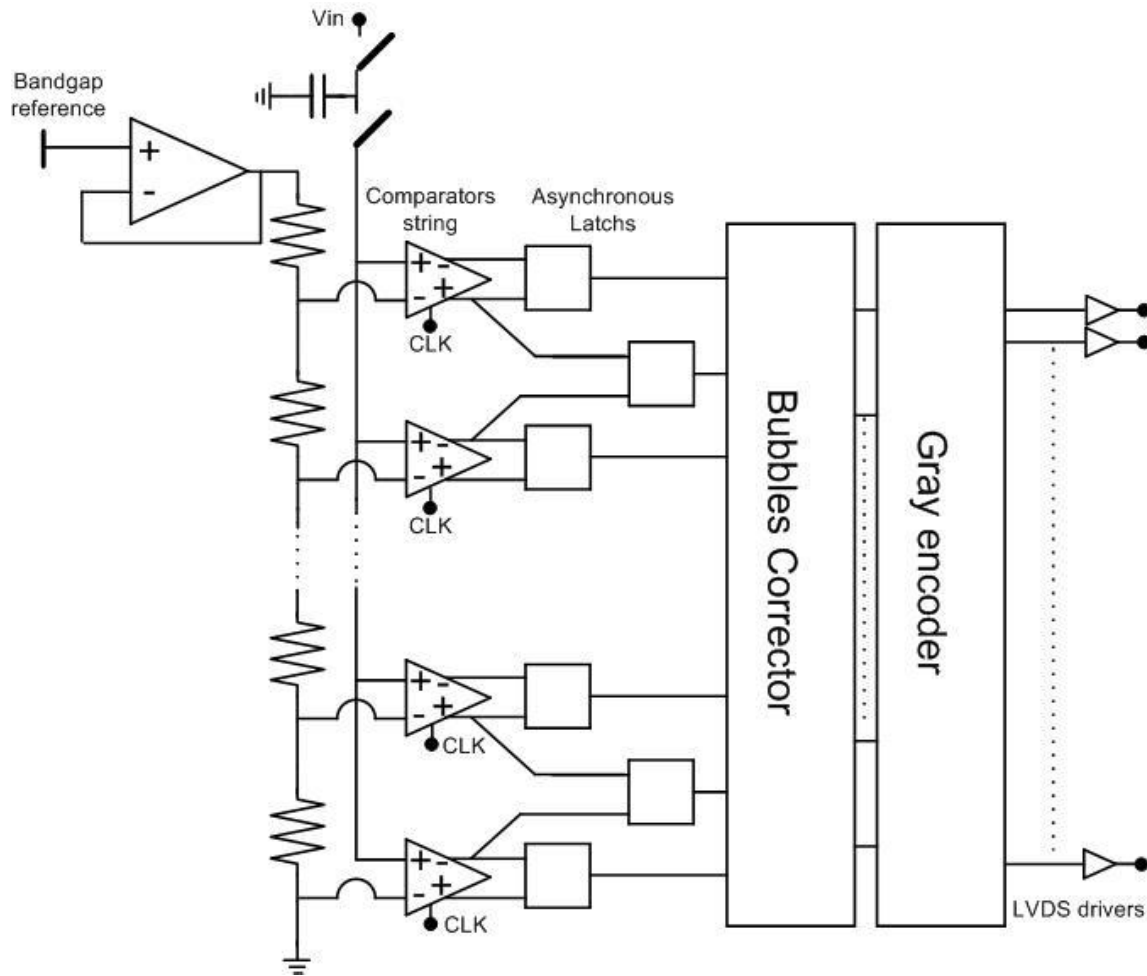 Vin
Bandgap
reference
+
-
Comparators
string
Asynchronous
Latchs
+ -
- +
CLK
+ -
- +
CLK
+ -
- +
CLK
+ -
- +
CLK
Bubbles Corrector
Gray encoder
LVDS drivers